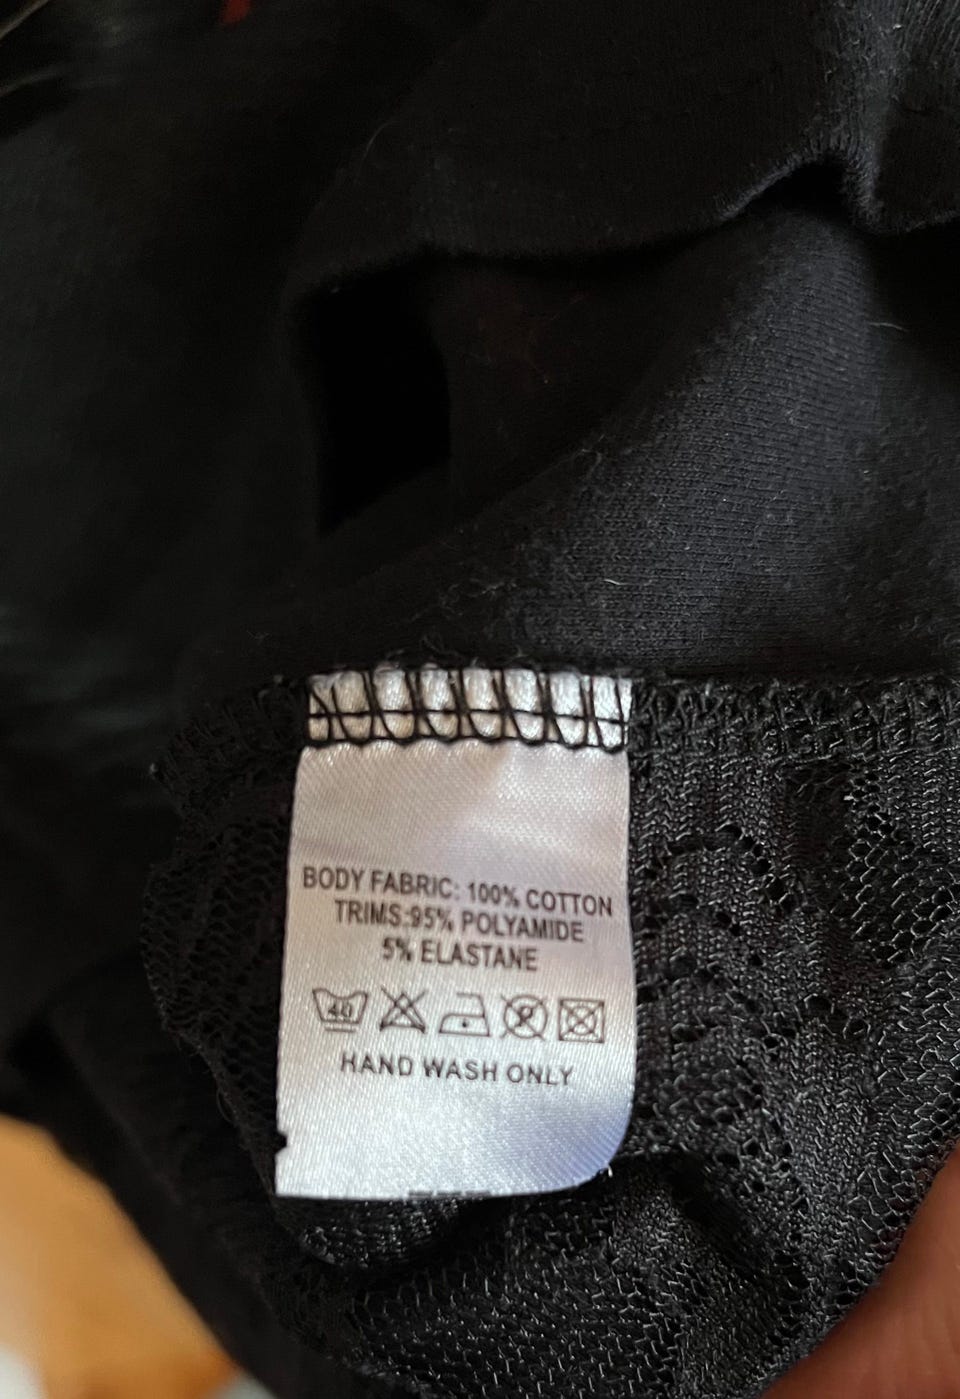 BODY FABRIC: 100% COTTON
TRIMS:95% POLYAMIDE
5% ELASTANE
40 P
HAND WASH ONLY